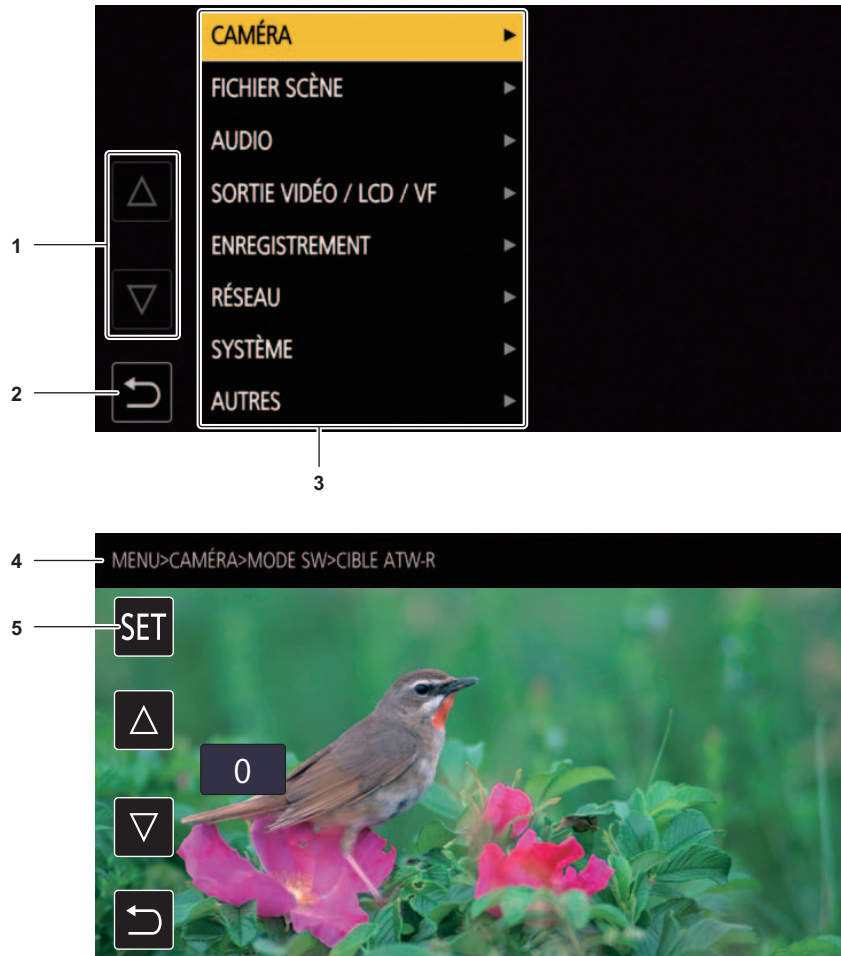 CAMÉRA
FICHIER SCÈNE
AUDIO
SORTIE VIDÉO / LCD / VF
1
ENREGISTREMENT
RÉSEAU
SYSTÈME
2
AUTRES
3
4
MENU>CAMÉRA>MODE SW>CIBLE ATW-R
5
SET
0